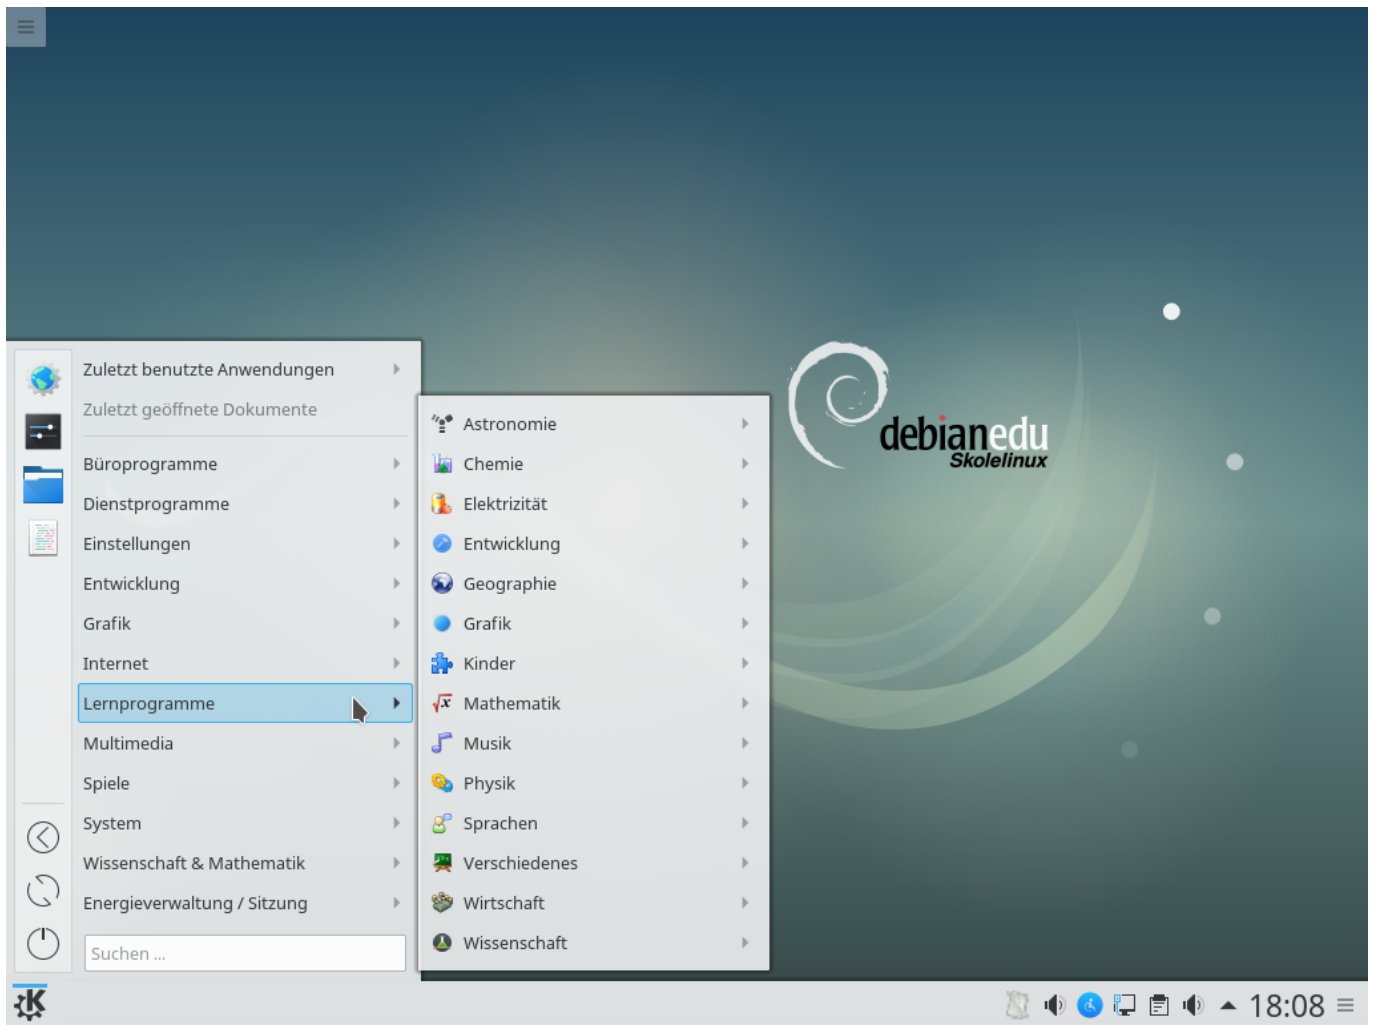 Zuletzt benutzte Anwendungen
Zuletzt geöffnete Dokumente
Büroprogramme
Dienstprogramme
Einstellungen
Entwicklung
Grafik
Internet
Lernprogramme
Multimedia
Spiele
System
Wissenschaft & Mathematik
Energieverwaltung / Sitzung
Suchen ...
Astronomie
Chemie
Elektrizität
Entwicklung
Geographie
Grafik
Kinder
Mathematik
Musik
Physik
Sprachen
Verschiedenes
Wirtschaft
Wissenschaft
debianedu
Skolelinux
18:08